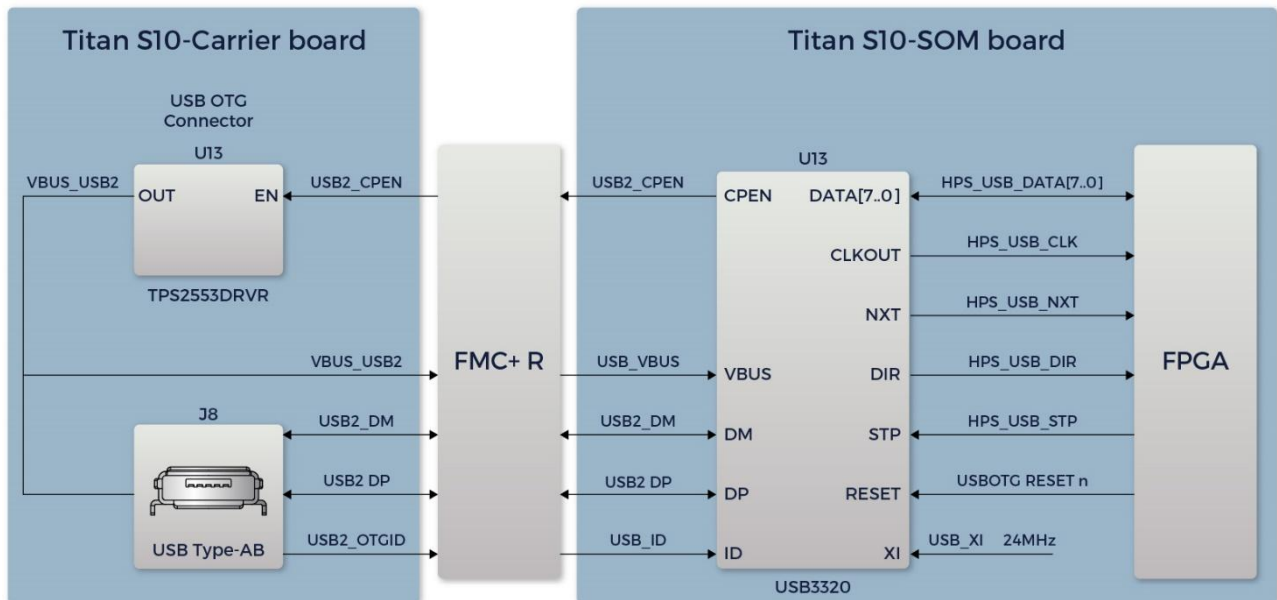 Titan S10-Carrier board
Titan S10-SOM board
USB OTG
Connector
U13
U13
VBUS_USB2
OUT
EN
USB2_CPEN
USB2_CPEN
CPEN
DATA[7..0]
HPS_USB_DATA[7..0]
CLKOUT
HPS_USB_CLK
TPS2553DRVR
NXT
HPS_USB_NXT
VBUS_USB2
FMC+ R
USB_VBUS
VBUS
DIR
HPS_USB_DIR
FPGA
J8
USB2_DM
USB2_DM
DM
STP
HPS_USB_STP
USB2 DP
USB2 DP
DP
RESET
USBOTG RESET n
USB Type-AB
USB2_OTGID
USB_ID
ID
XI
USB_XI 24MHz
USB3320